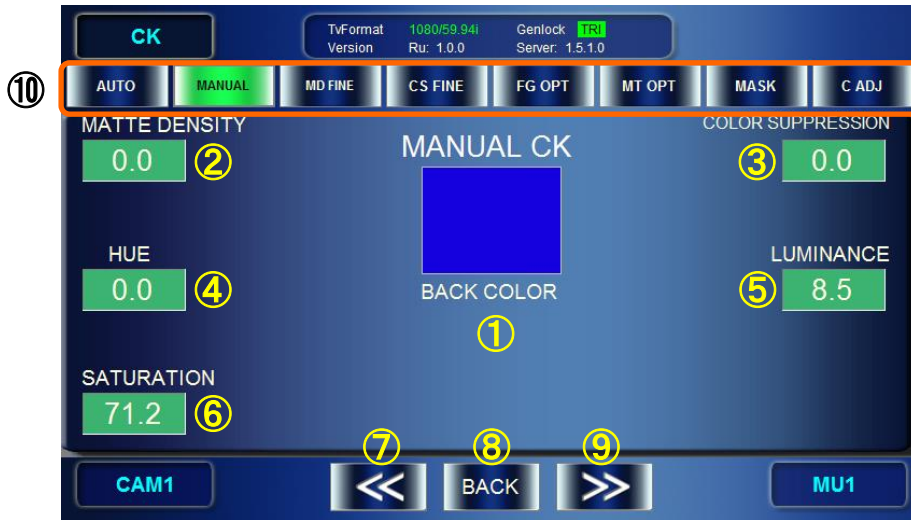 CK
TvFormat 1080/59.94i Genlock TRI
Version Ru: 1.0.0 Server: 1.5.1.0
⑩ AUTO MANUAL MD FINE CS FINE FG OPT MT OPT MASK C ADJ
MATTE DENSITY MANUAL CK COLOR SUPPRESSION
0.0 ② ③ 0.0
HUE LUMINANCE
0.0 ④ BACK COLOR ⑤ 8.5
①
SATURATION
71.2 ⑥
⑦ ⑧ ⑨
CAM1 << BACK >> MU1